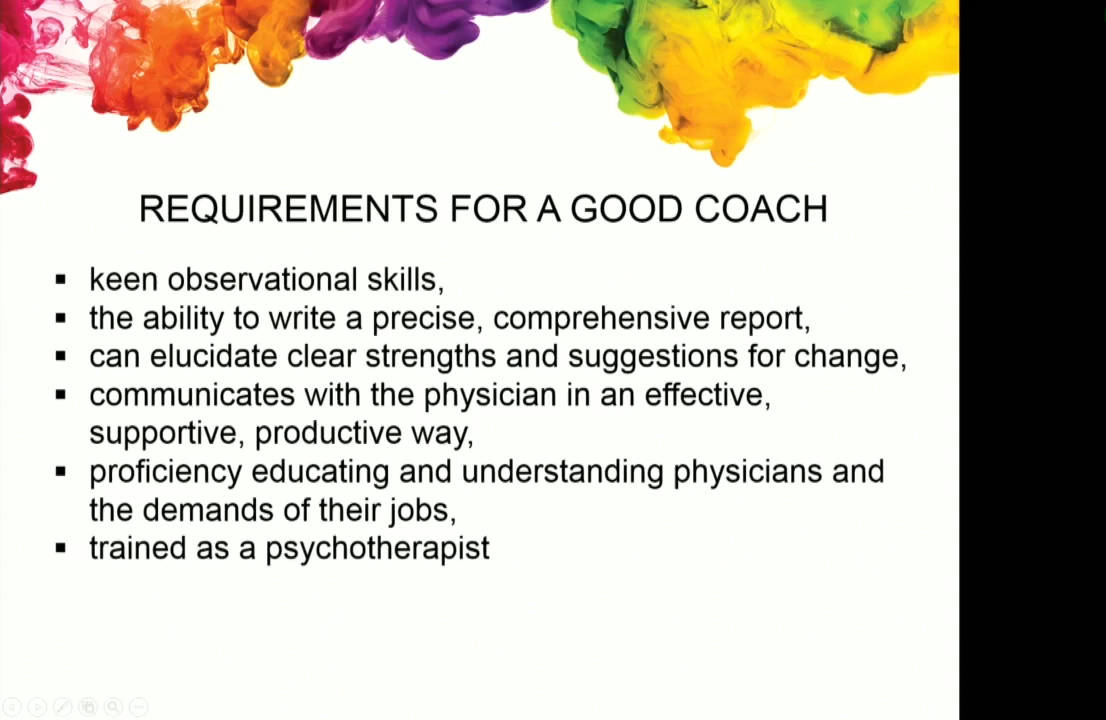 REQUIREMENTS FOR A GOOD COACH
▪ keen observational skills,
▪ the ability to write a precise, comprehensive report,
▪ can elucidate clear strengths and suggestions for change,
▪ communicates with the physician in an effective,
supportive, productive way,
▪ proficiency educating and understanding physicians and
the demands of their jobs,
▪ trained as a psychotherapist